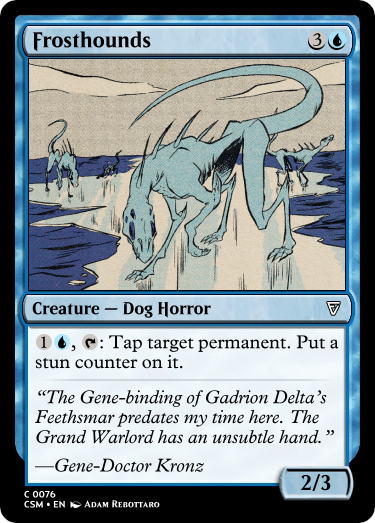 Frosthounds 3
Creature — Dog Horror
1, : Tap target permanent. Put a
stun counter on it.
"The Gene-binding of Gadrion Delta's
Feethsmar predates my time here. The
Grand Warlord has an unsubtle hand."
—Gene-Doctor Kronz
2/3
C 0076
CSM • EN Adam Rebottaro